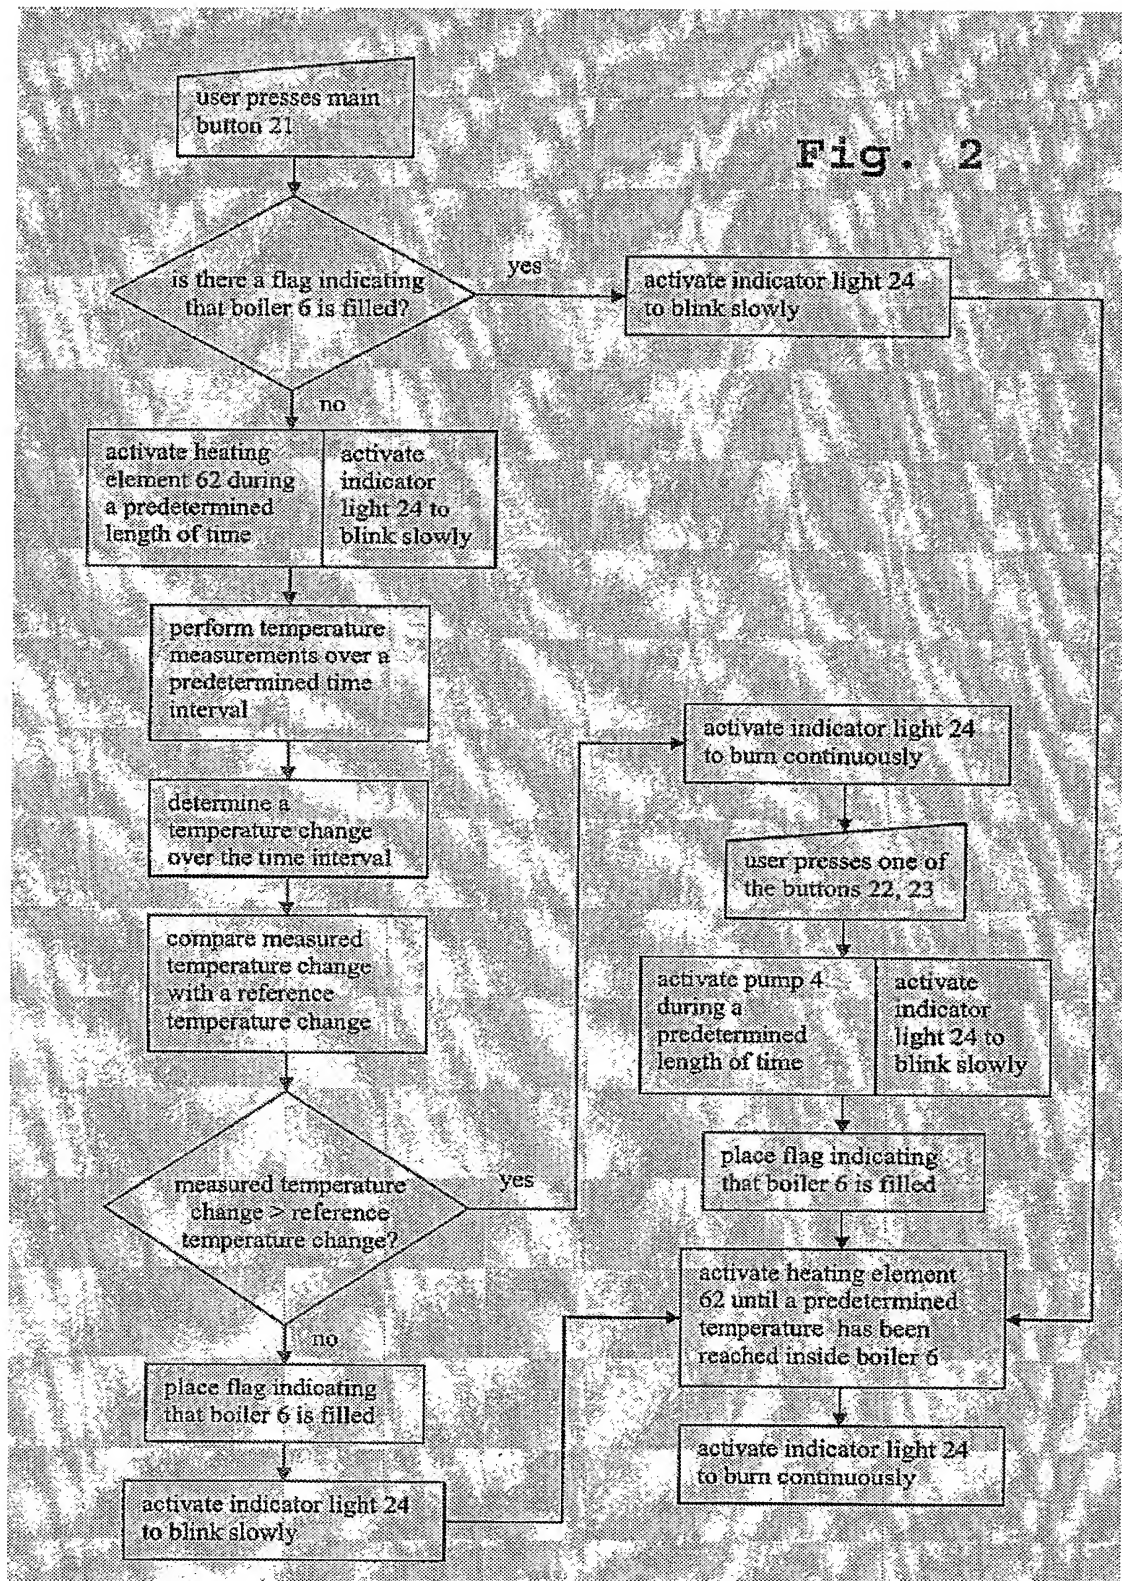 user presses main
button 21
Fig. 2
is there a flag indicating
that boiler 6 is filled?
yes
activate indicator light 24
to blink slowly
no
activate heating
element 62 during
a predetermined
length of time
activate
indicator
light 24 to
blink slowly
perform temperature
measurements over a
predetermined time
interval
determine a
temperature change
over the time interval
compare measured
temperature change
with a reference
temperature change
measured temperature
change > reference
temperature change?
yes
no
place flag indicating
that boiler 6 is filled
activate indicator light 24
to blink slowly
activate indicator light 24
to burn continuously
user presses one of
the buttons 22, 23
activate pump 4
during a
predetermined
length of time
activate
indicator
light 24 to
blink slowly
place flag indicating
that boiler 6 is filled
activate heating element
62 until a predetermined
temperature has been
reached inside boiler 6
activate indicator light 24
to burn continuously